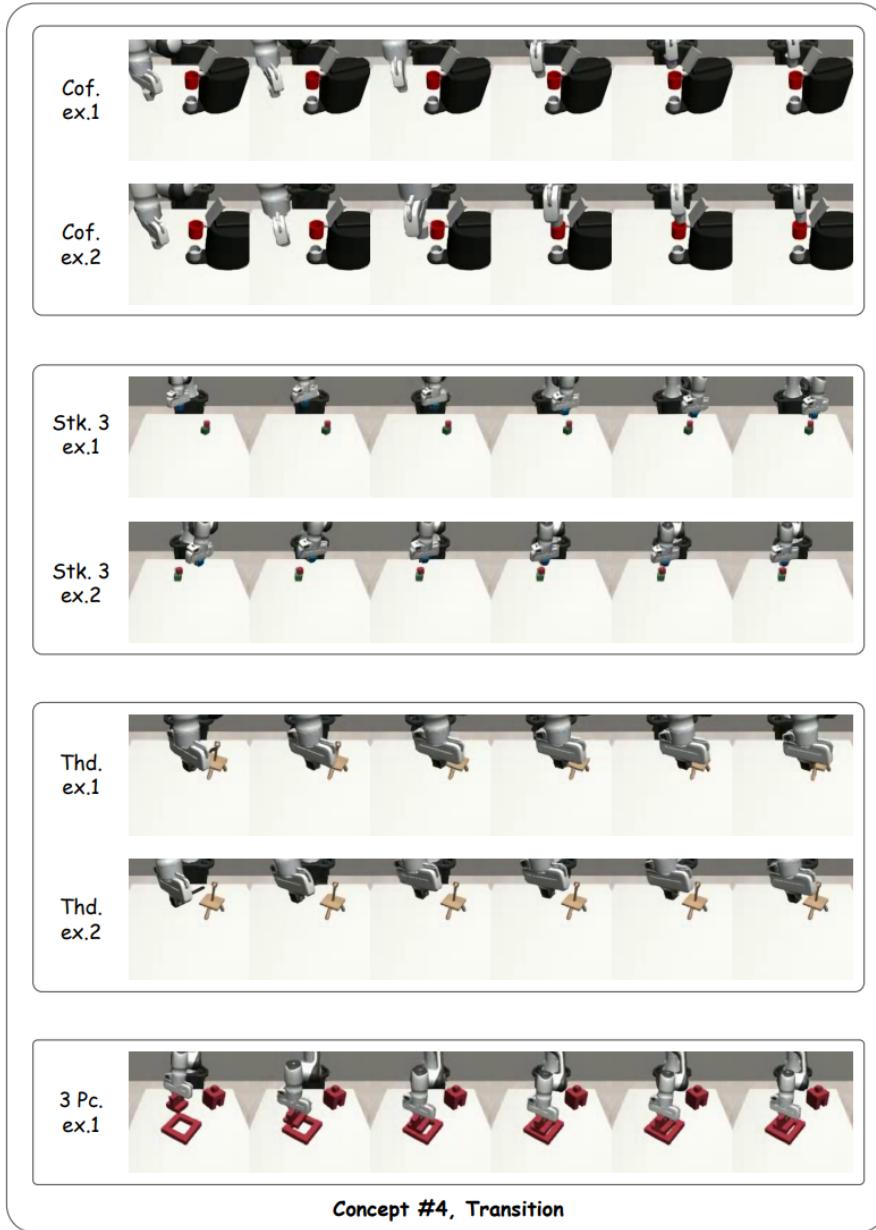 Cof.
ex.1
Cof.
ex.2
Stk. 3
ex.1
Stk. 3
ex.2
Thd.
ex.1
Thd.
ex.2
3 Pc.
ex.1
Concept #4, Transition